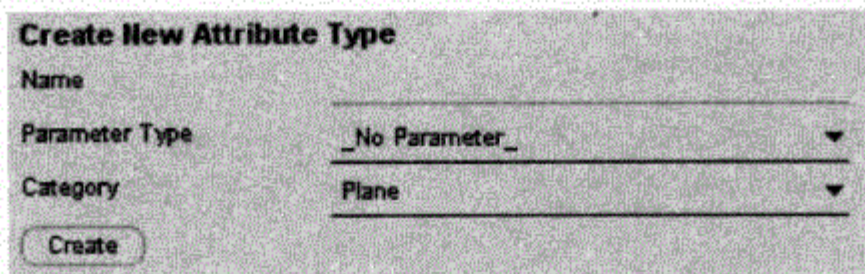 Create New Attribute Type
Name
Parameter Type _No Parameter_
Category Plane
Create